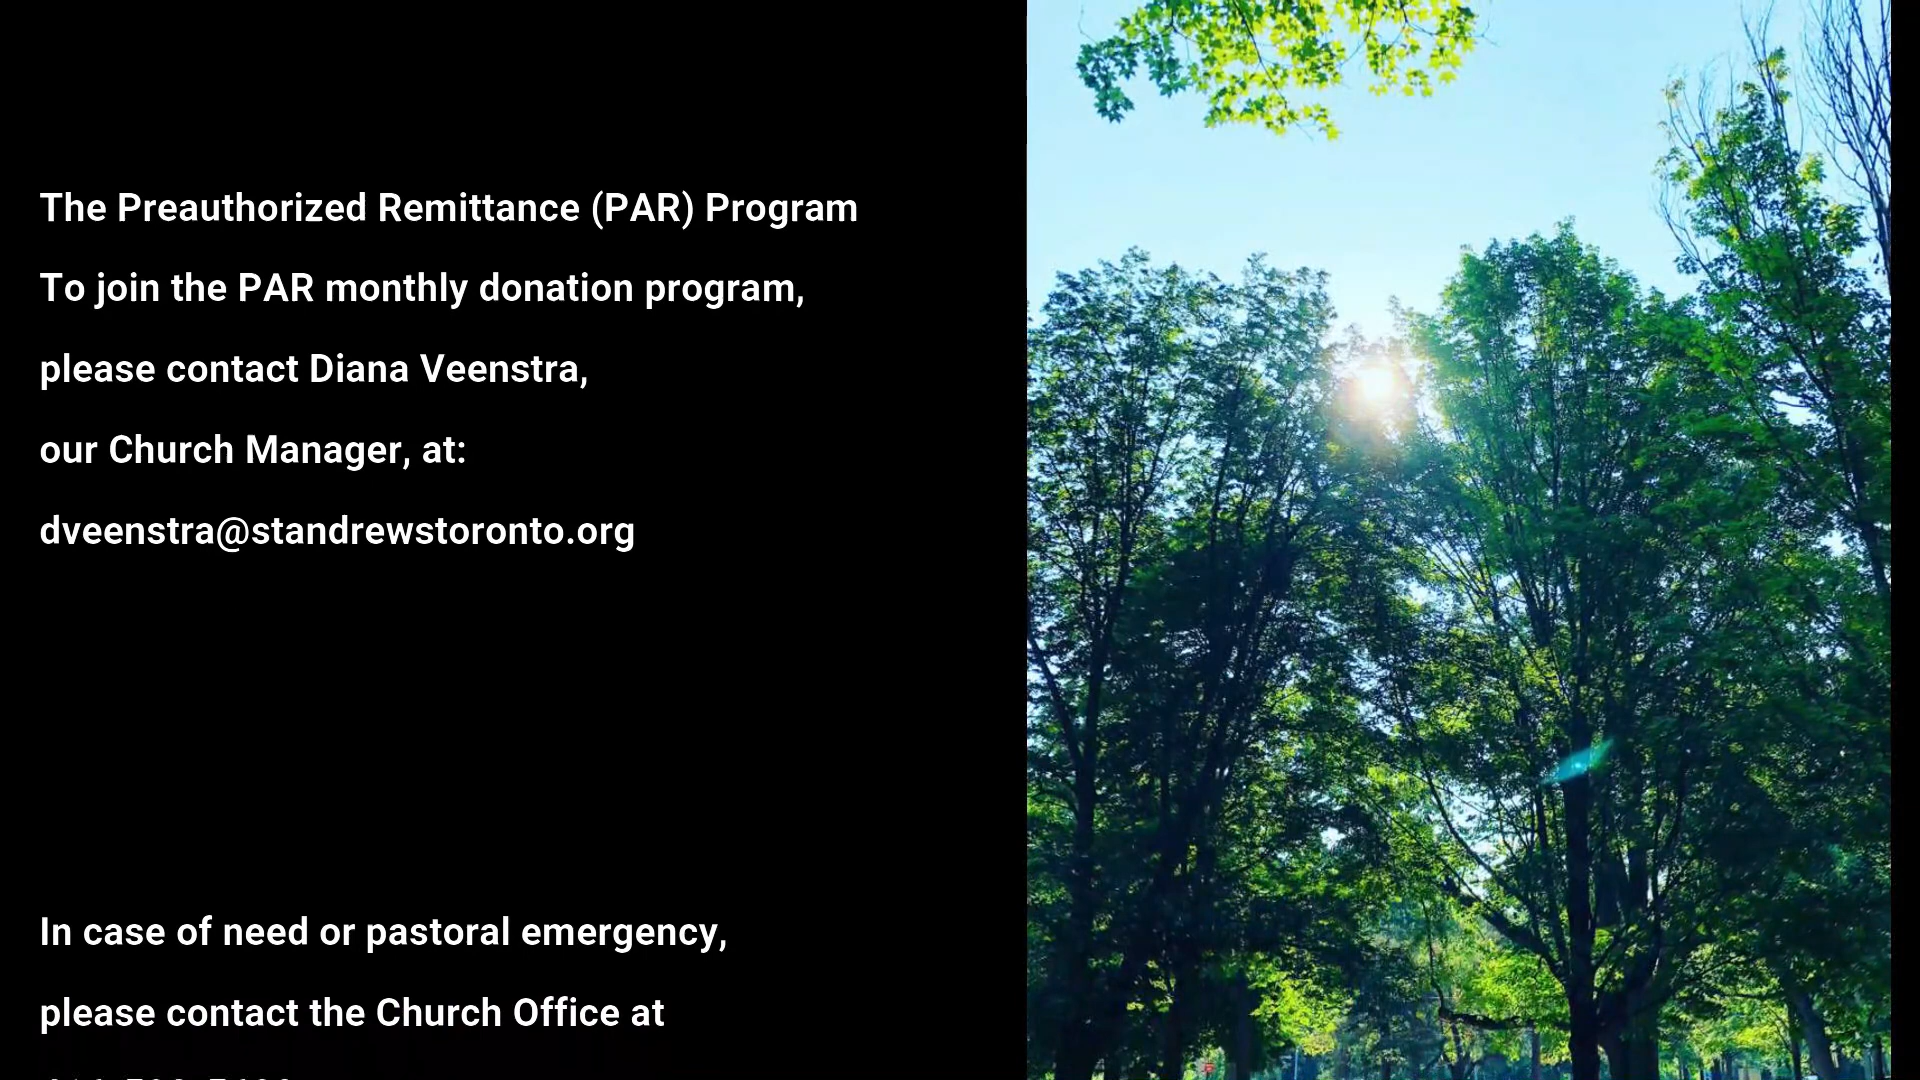 The Preauthorized Remittance (PAR) Program
To join the PAR monthly donation program,
please contact Diana Veenstra,
our Church Manager, at:
dveenstra@standrewstoronto.org
In case of need or pastoral emergency,
please contact the Church Office at